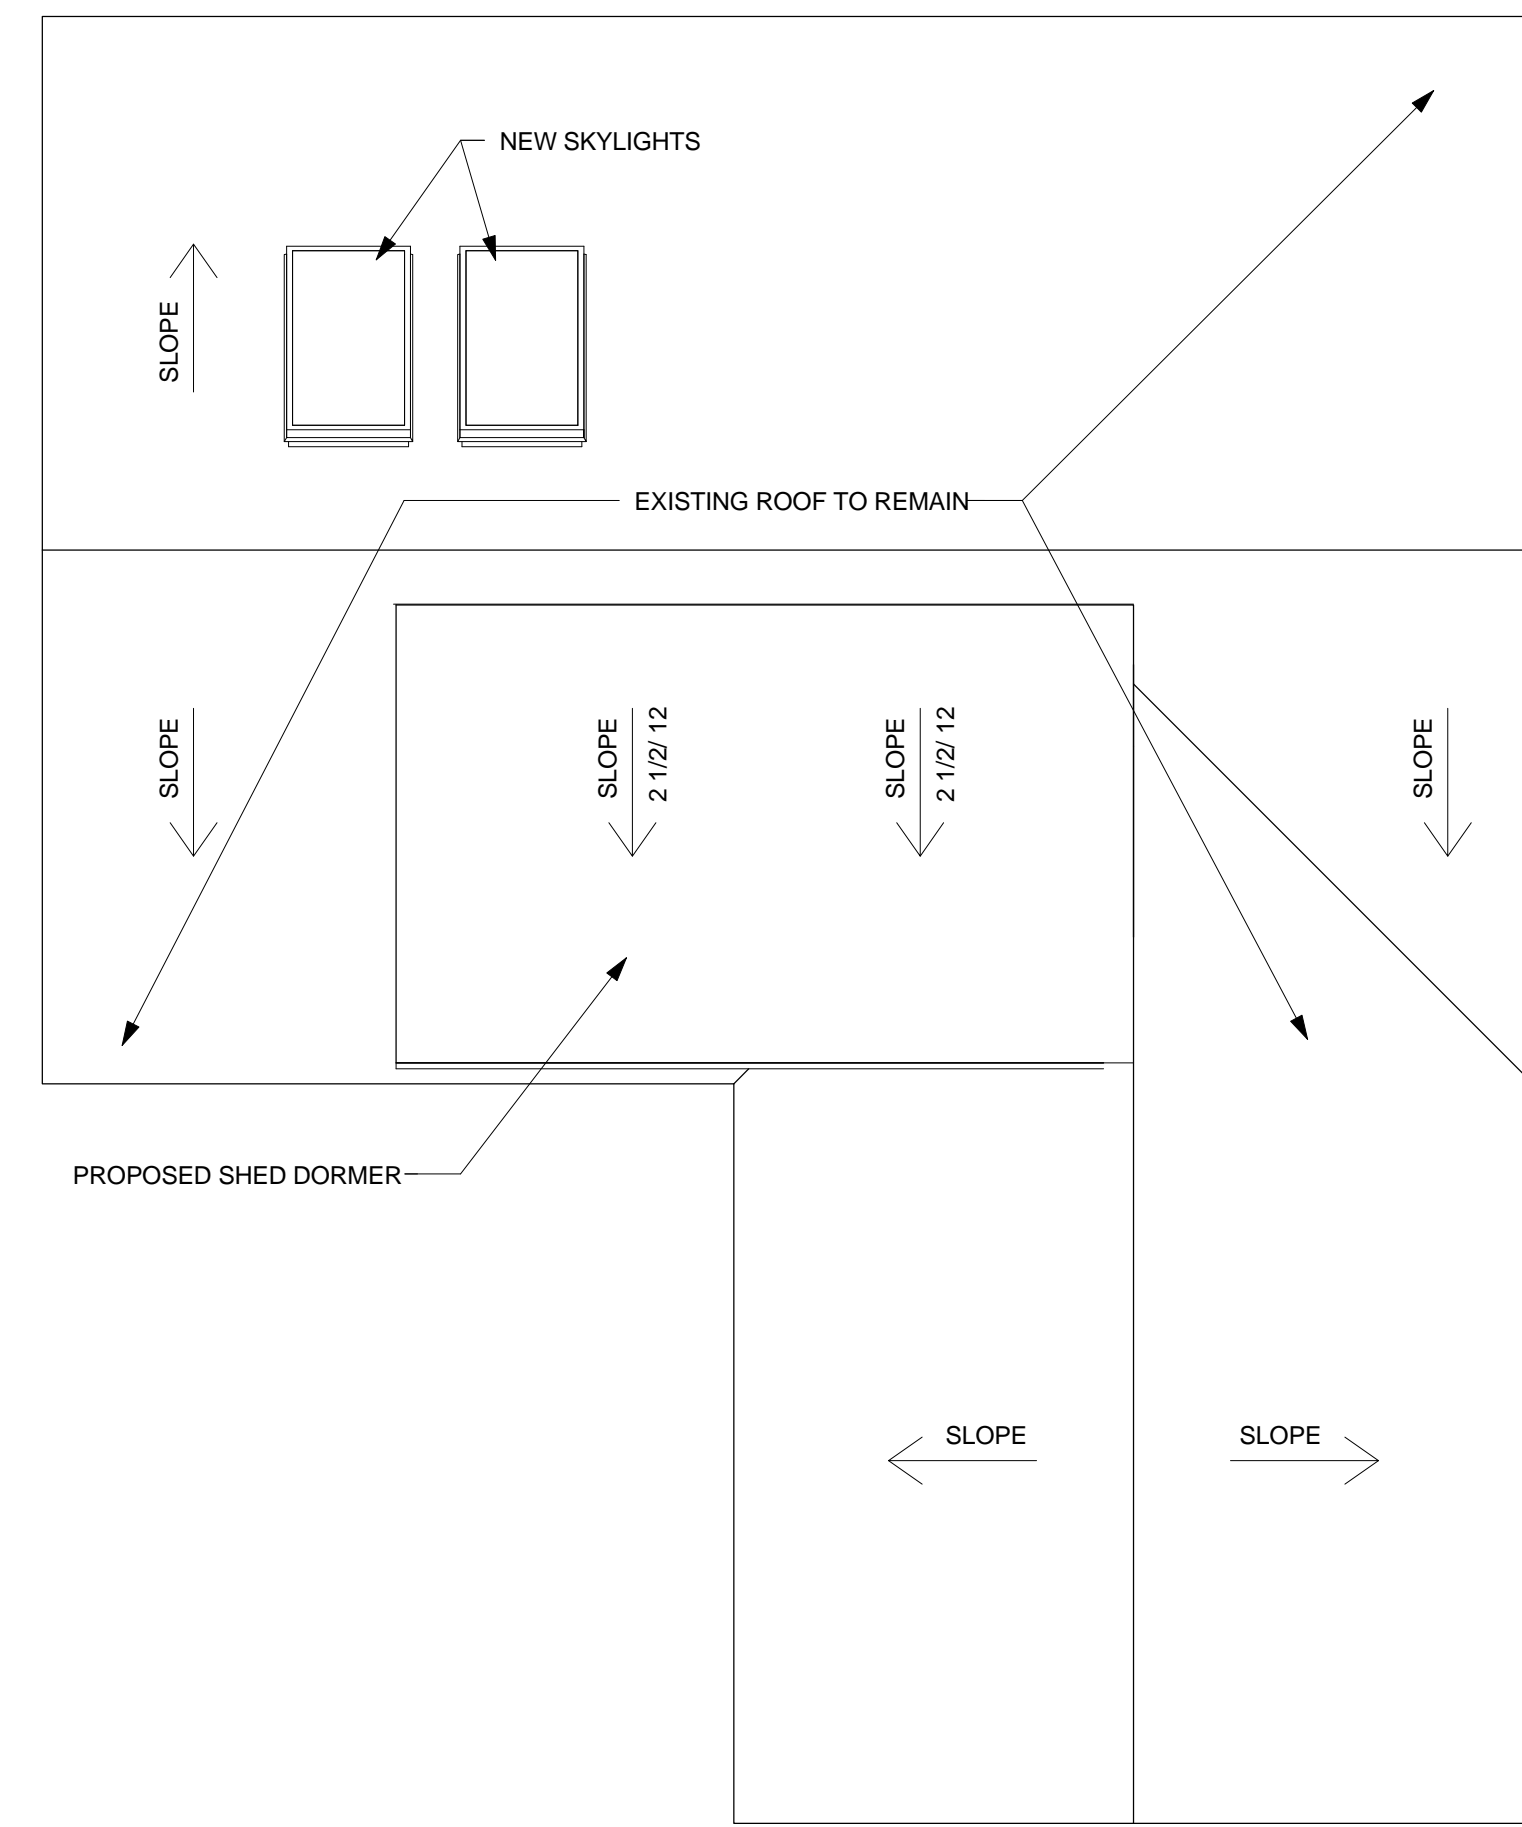 NEW SKYLIGHTS
SLOPE
EXISTING ROOF TO REMAIN
SLOPE
SLOPE
2 1/2/ 12
SLOPE
2 1/2/ 12
SLOPE
PROPOSED SHED DORMER
SLOPE
SLOPE